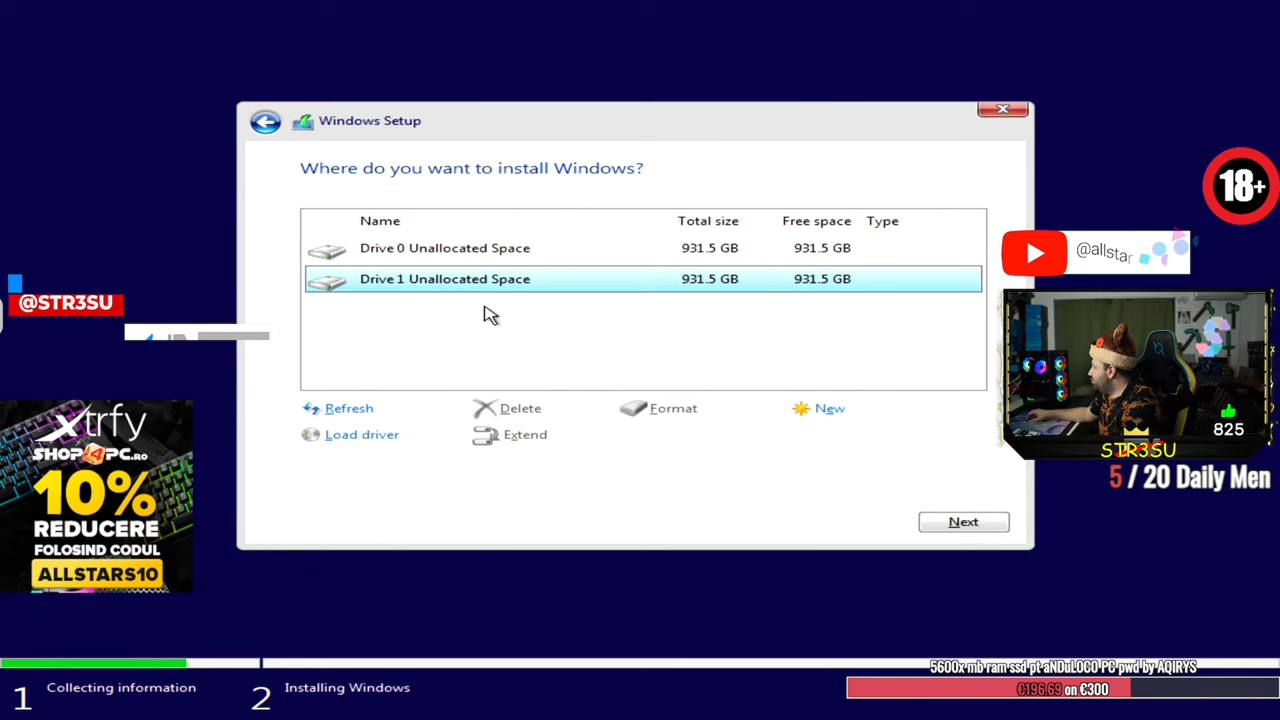 Windows Setup
Where do you want to install Windows?
Name Total size Free space Type
Drive 0 Unallocated Space 931.5 GB 931.5 GB
Drive 1 Unallocated Space 931.5 GB 931.5 GB
Refresh Delete Format New
Load driver Extend
Next
18+
@allstar
@STR3SU
825
STR3SU
5 / 20 Daily Men
xtrfy
SHOP4PC.RO
10%
REDUCERE
FOLOSIND CODUL
ALLSTARS10
5600x mb ram ssd pt aNDuLOCO PC pwd by AQIRYS
€196.69 on €300
1 Collecting information 2 Installing Windows